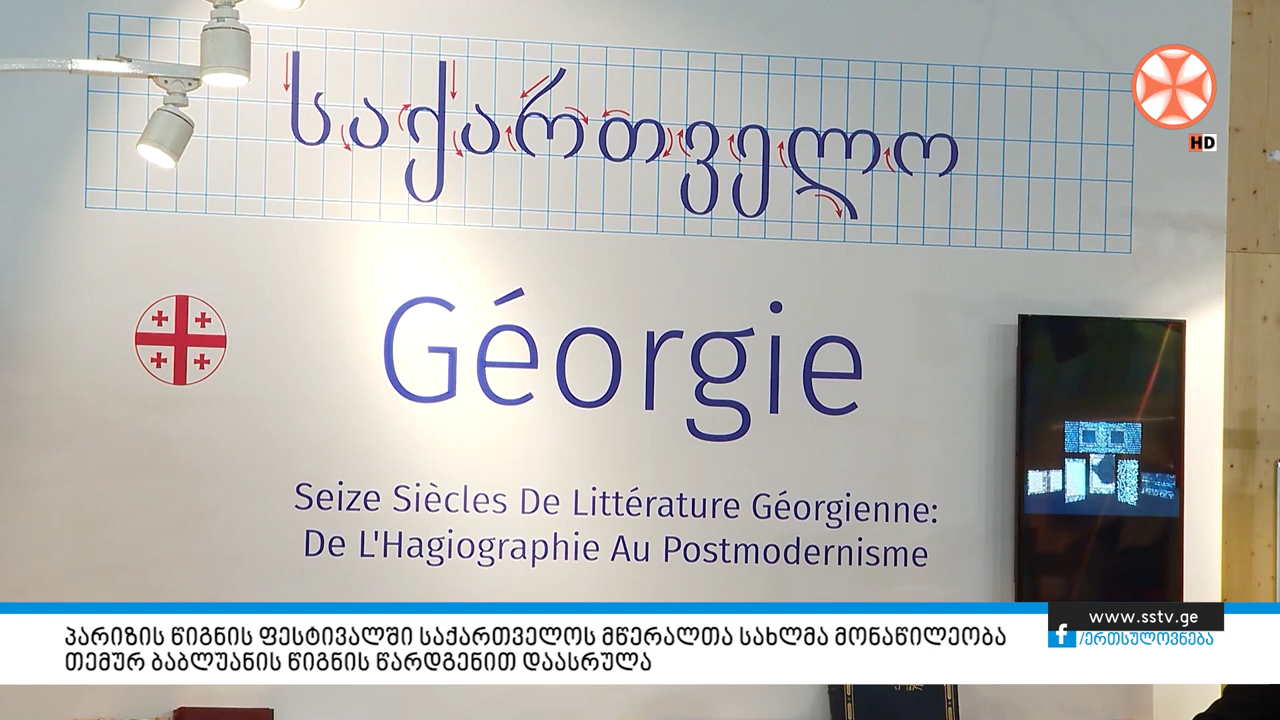 საქართველო
HD
Géorgie
Seize Siècles De Littérature Géorgienne:
De L'Hagiographie Au Postmodernisme
www.sstv.ge
f /ერთსულოვნება
პარიზის წიგნის ფესტივალში საქართველოს მწერალთა სახლმა მონაწილეობა
თემურ ბაბლუანის წიგნის წარდგენით დაასრულა